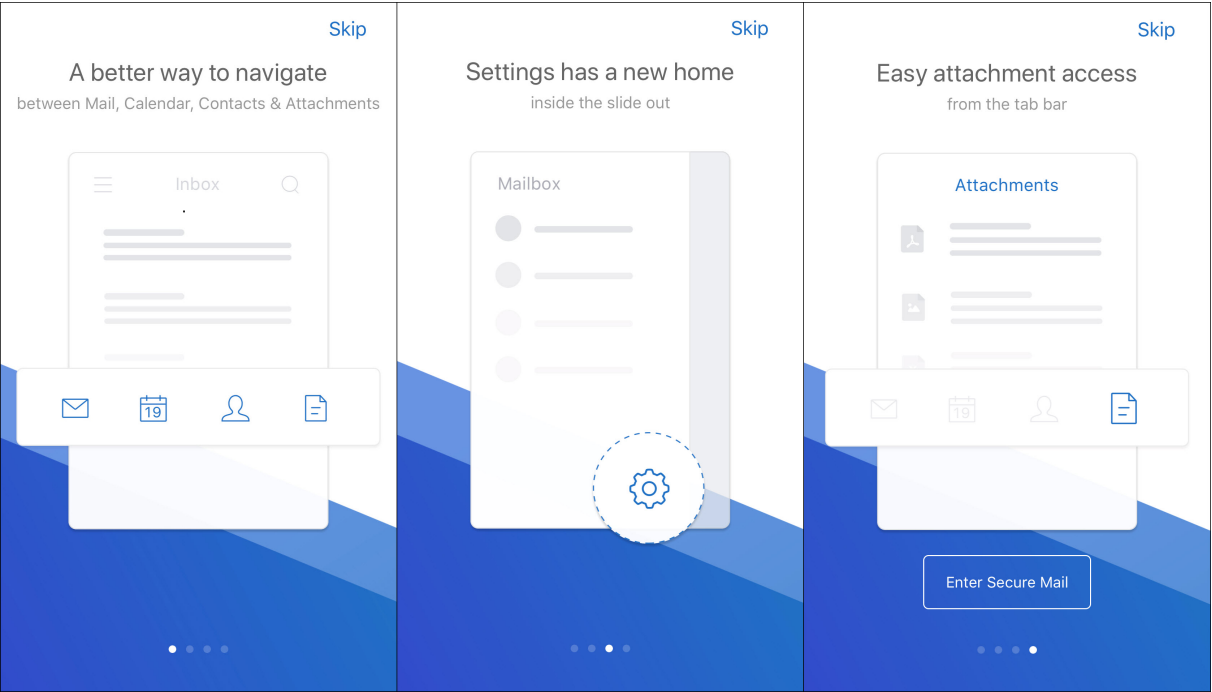 Skip
A better way to navigate
between Mail, Calendar, Contacts & Attachments
Inbox
19
Skip
Settings has a new home
inside the slide out
Mailbox
Skip
Easy attachment access
from the tab bar
Attachments
19
Enter Secure Mail